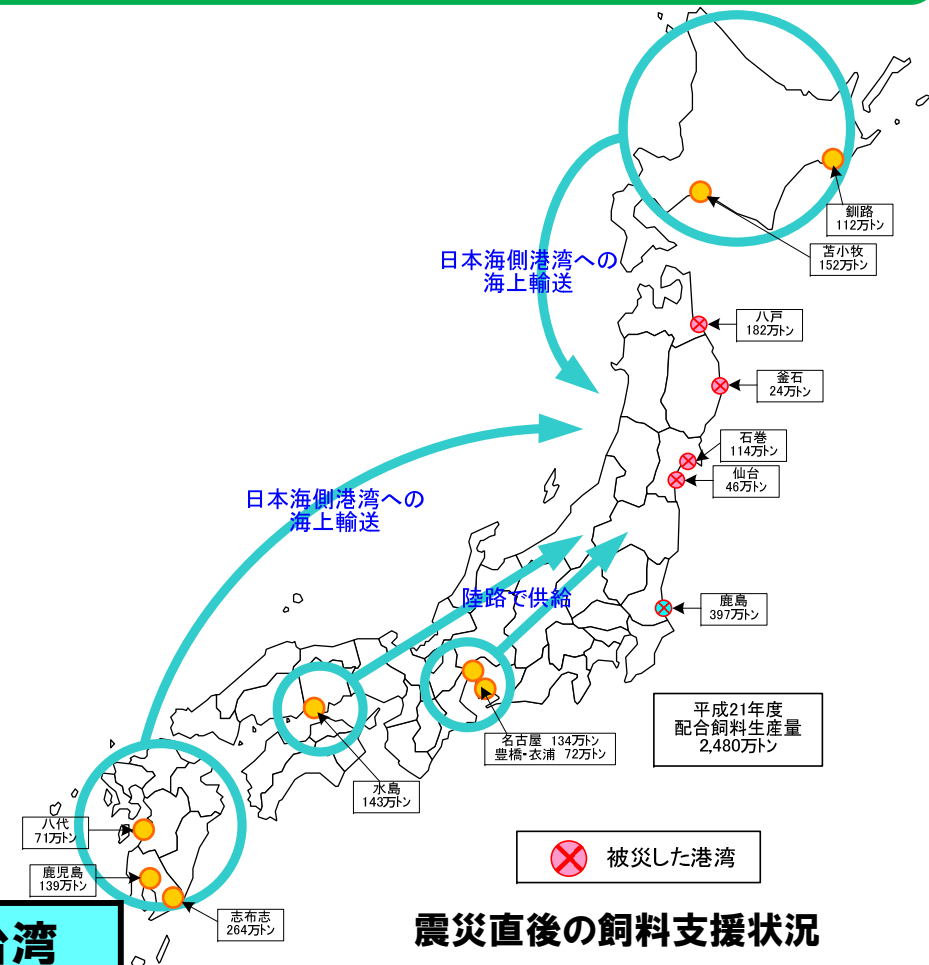 釧路
112万トン
苫小牧
152万トン
日本海側港湾への
海上輸送
八戸
182万トン
釜石
24万トン
石巻
114万トン
仙台
46万トン
日本海側港湾への
海上輸送
陸路で供給
鹿島
397万トン
平成21年度
配合飼料生産量
2,480万トン
名古屋 134万トン
豊橋・衣浦 72万トン
水島
143万トン
八代
71万トン
鹿児島
139万トン
志布志
264万トン
被災した港湾
震災直後の飼料支援状況
湾